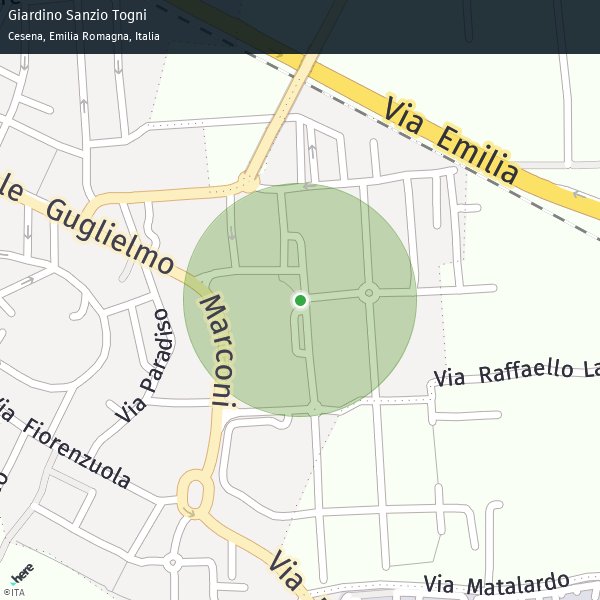 Giardino Sanzio Togni
Cesena, Emilia Romagna, Italia
Via Emilia
le Guglielmo
Marconi
Via Paradiso
Via Raffaello La
Via Fiorenzuola
Via
Via Matalardo
here
©ITA